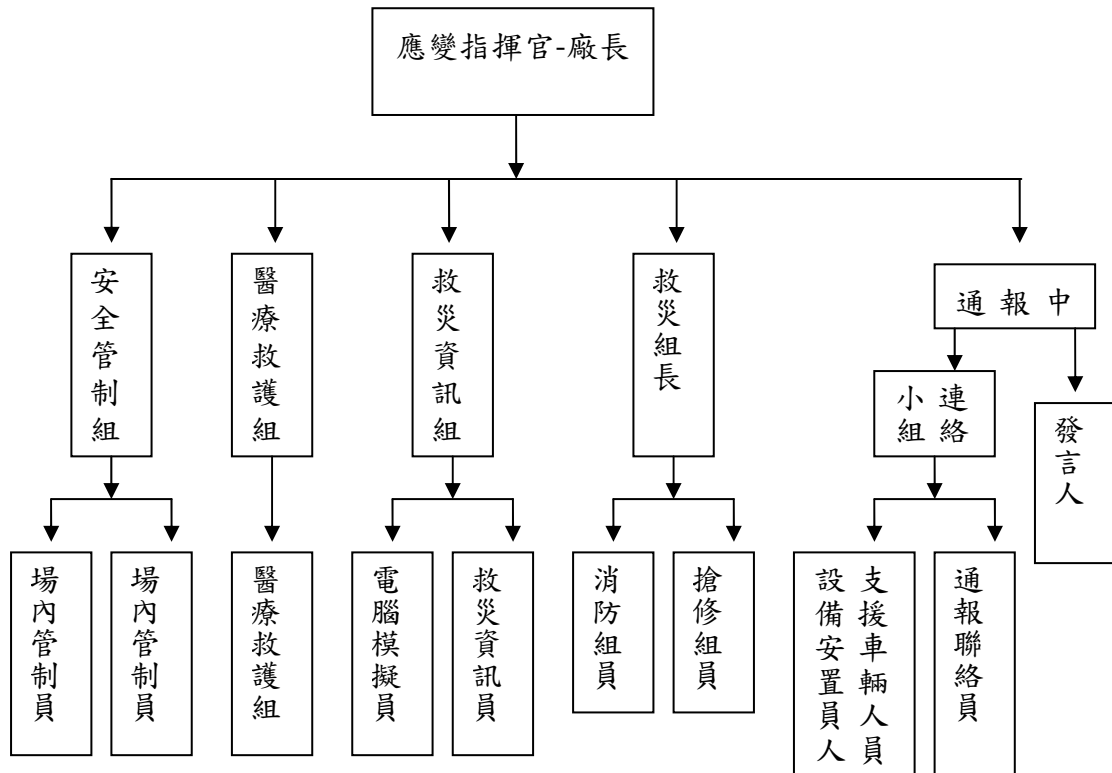 應變指揮官-廠長
安全管制組
醫療救護組
救災資訊組
救災組長
通報中
連絡
小組
發言人
場內管制員
場內管制員
醫療救護組
電腦模擬員
救災資訊員
消防組員
搶修組員
支援車輛人員
設備安置員人
通報聯絡員